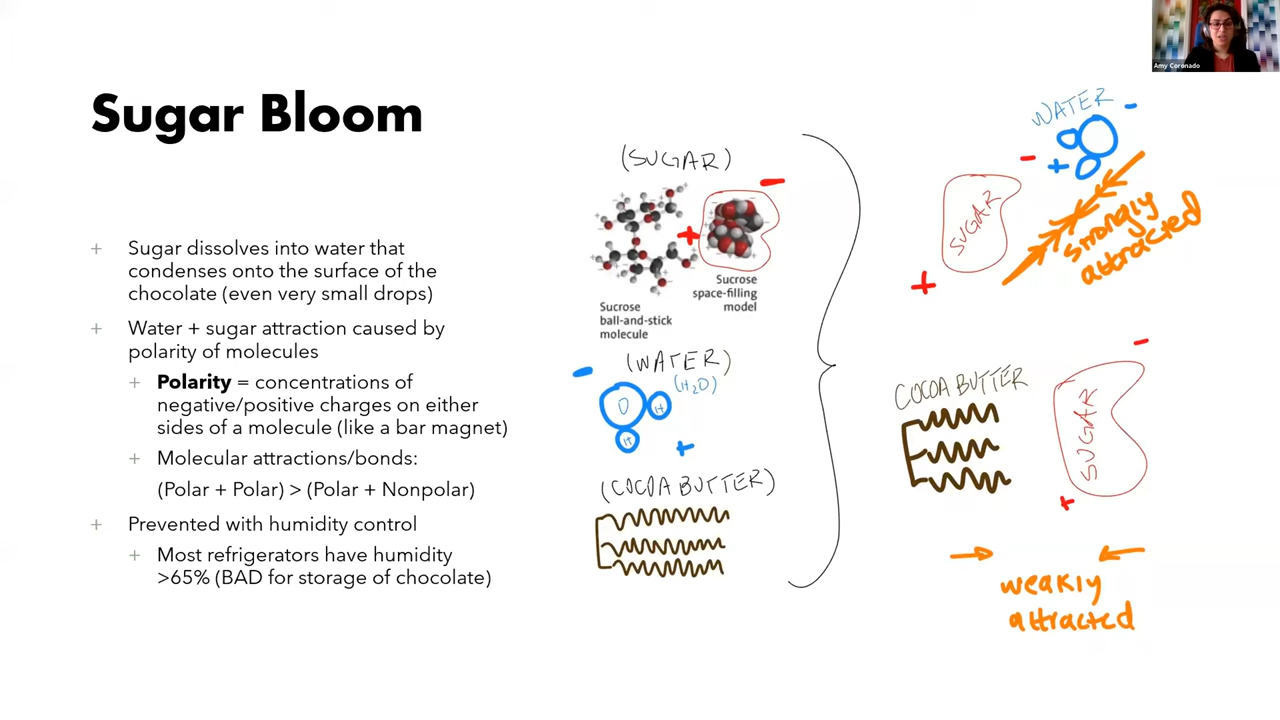 Amy Coronado
Sugar Bloom
+ Sugar dissolves into water that
condenses onto the surface of the
chocolate (even very small drops)
+ Water + sugar attraction caused by
polarity of molecules
+ Polarity = concentrations of
negative/positive charges on either
sides of a molecule (like a bar magnet)
+ Molecular attractions/bonds:
(Polar + Polar) > (Polar + Nonpolar)
+ Prevented with humidity control
+ Most refrigerators have humidity
>65% (BAD for storage of chocolate)
(SUGAR)
-
+
Sucrose
ball-and-stick
molecule
Sucrose
space-filling
model
(WATER)
-
(H2O)
O
H
H
+
(COCOA BUTTER)
WATER
-
-
+
SUGAR
+
strongly
attracted
COCOA BUTTER
-
SUGAR
+
weakly
attracted